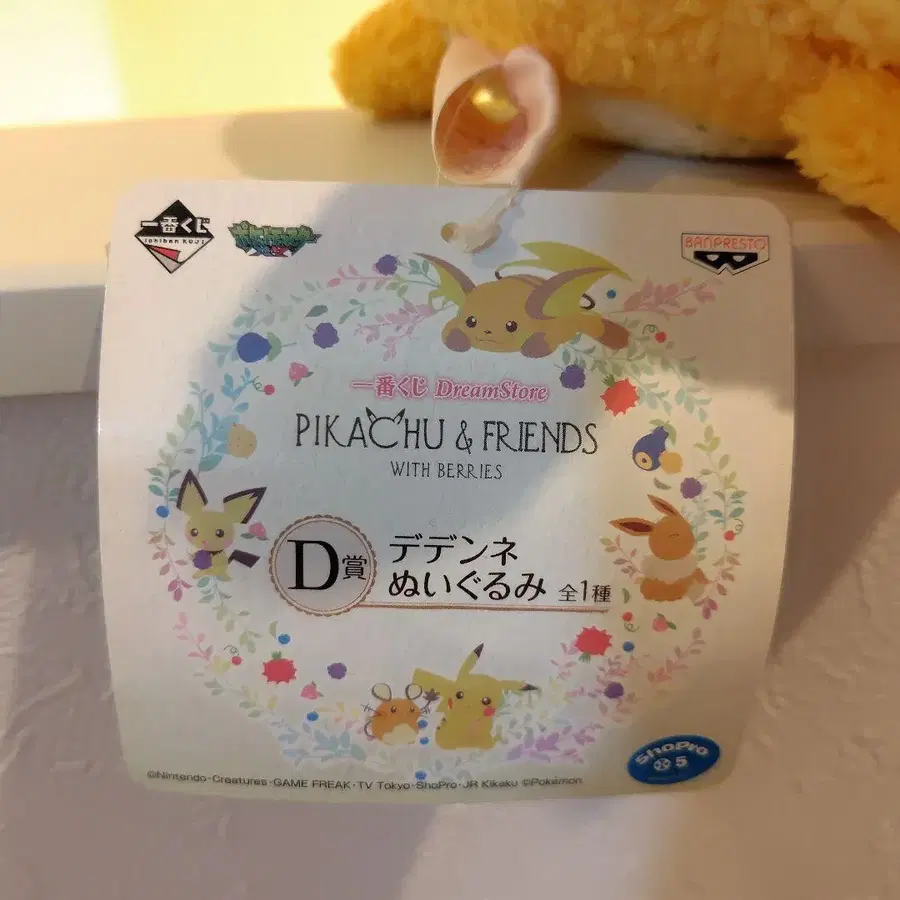 一番くじ
Ichiban KUJI
BANPRESTO
一番くじ DreamStore
PIKACHU & FRIENDS
WITH BERRIES
D賞
デデンネ
ぬいぐるみ 全1種
ShoPro
5
©Nintendo・Creatures・GAME FREAK・TV Tokyo・ShoPro・JR Kikaku ©Pokémon